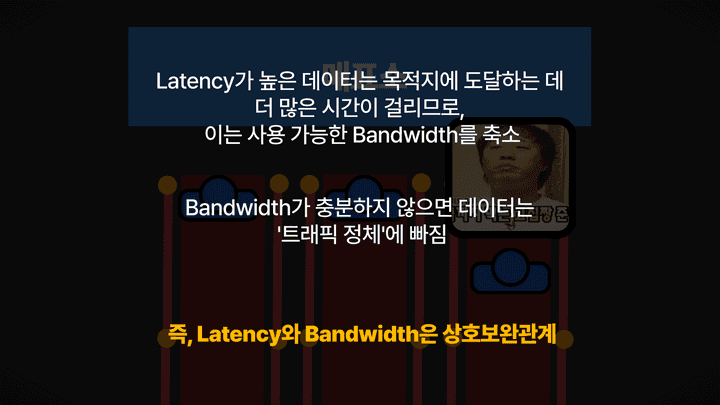 메프소
Latency가 높은 데이터는 목적지에 도달하는 데
더 많은 시간이 걸리므로,
이는 사용 가능한 Bandwidth를 축소
Bandwidth가 충분하지 않으면 데이터는
'트래픽 정체'에 빠짐
즉, Latency와 Bandwidth은 상호보완관계